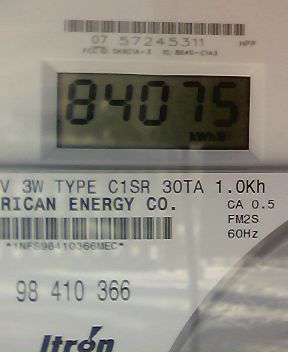 07 57245311 NPP
84075
kWh
V 3W TYPE C1SR 30TA 1.0Kh
RICAN ENERGY CO. CA 0.5
FM2S
*1NFS98410366MEC* 60Hz
98 410 366
Itron